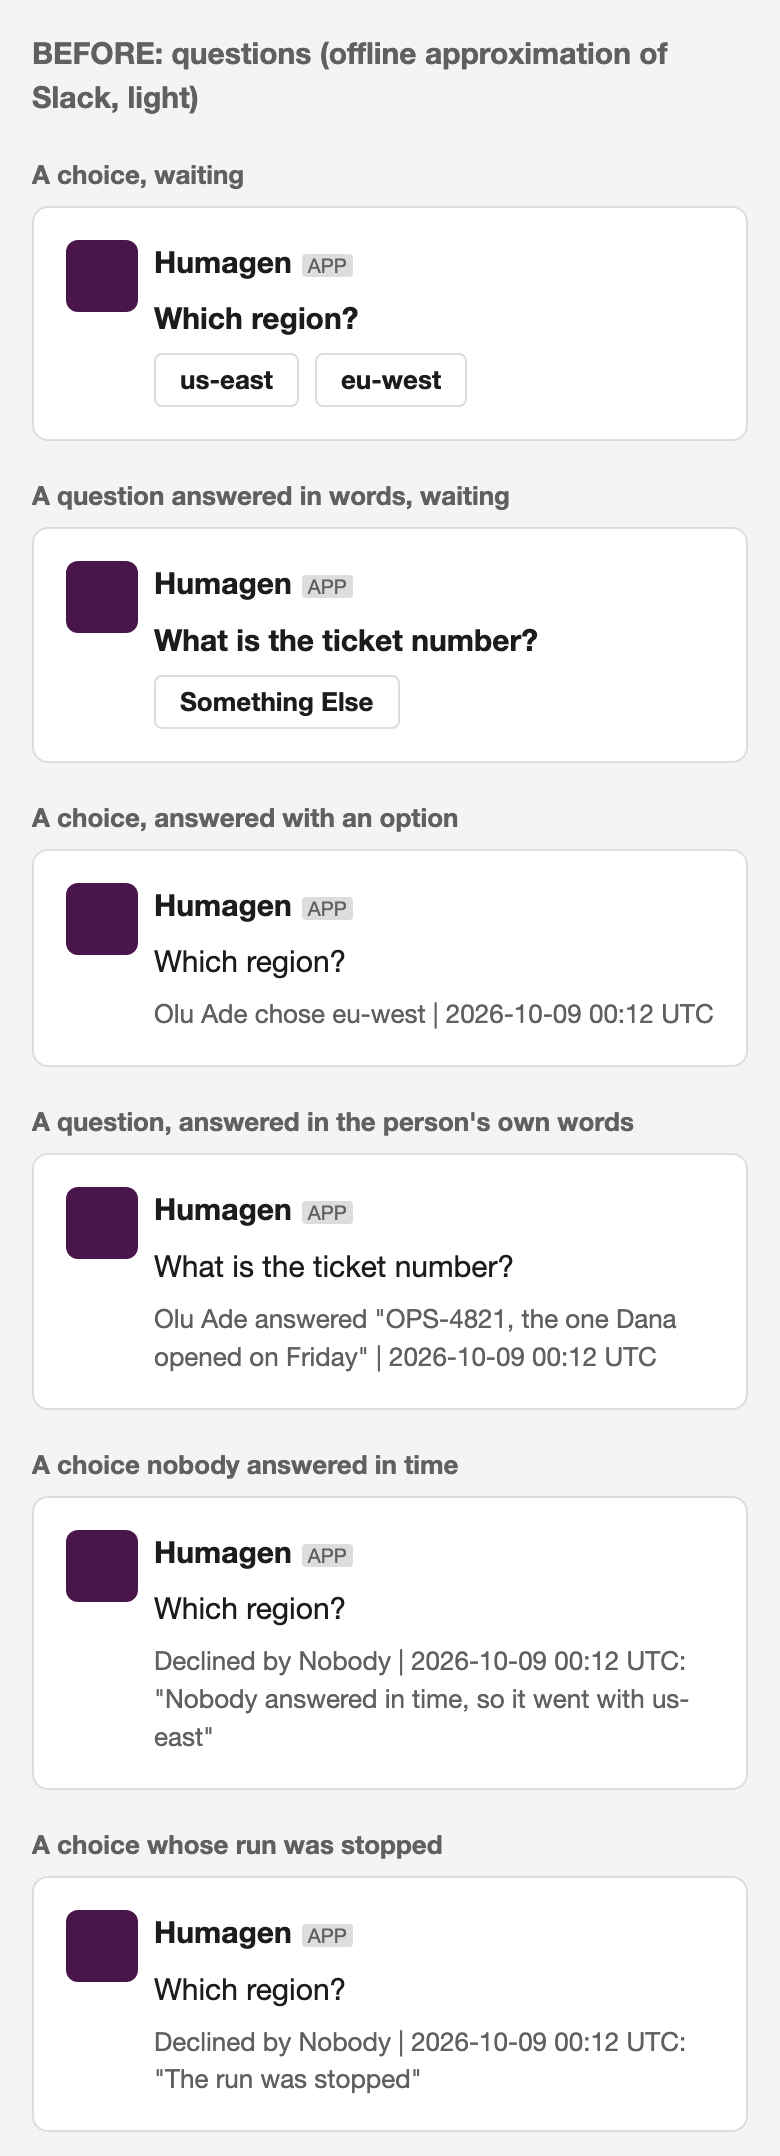 BEFORE: questions (offline approximation of
Slack, light)
A choice, waiting
Humagen APP
Which region?
us-east eu-west
A question answered in words, waiting
Humagen APP
What is the ticket number?
Something Else
A choice, answered with an option
Humagen APP
Which region?
Olu Ade chose eu-west | 2026-10-09 00:12 UTC
A question, answered in the person's own words
Humagen APP
What is the ticket number?
Olu Ade answered "OPS-4821, the one Dana
opened on Friday" | 2026-10-09 00:12 UTC
A choice nobody answered in time
Humagen APP
Which region?
Declined by Nobody | 2026-10-09 00:12 UTC:
"Nobody answered in time, so it went with us-
east"
A choice whose run was stopped
Humagen APP
Which region?
Declined by Nobody | 2026-10-09 00:12 UTC:
"The run was stopped"